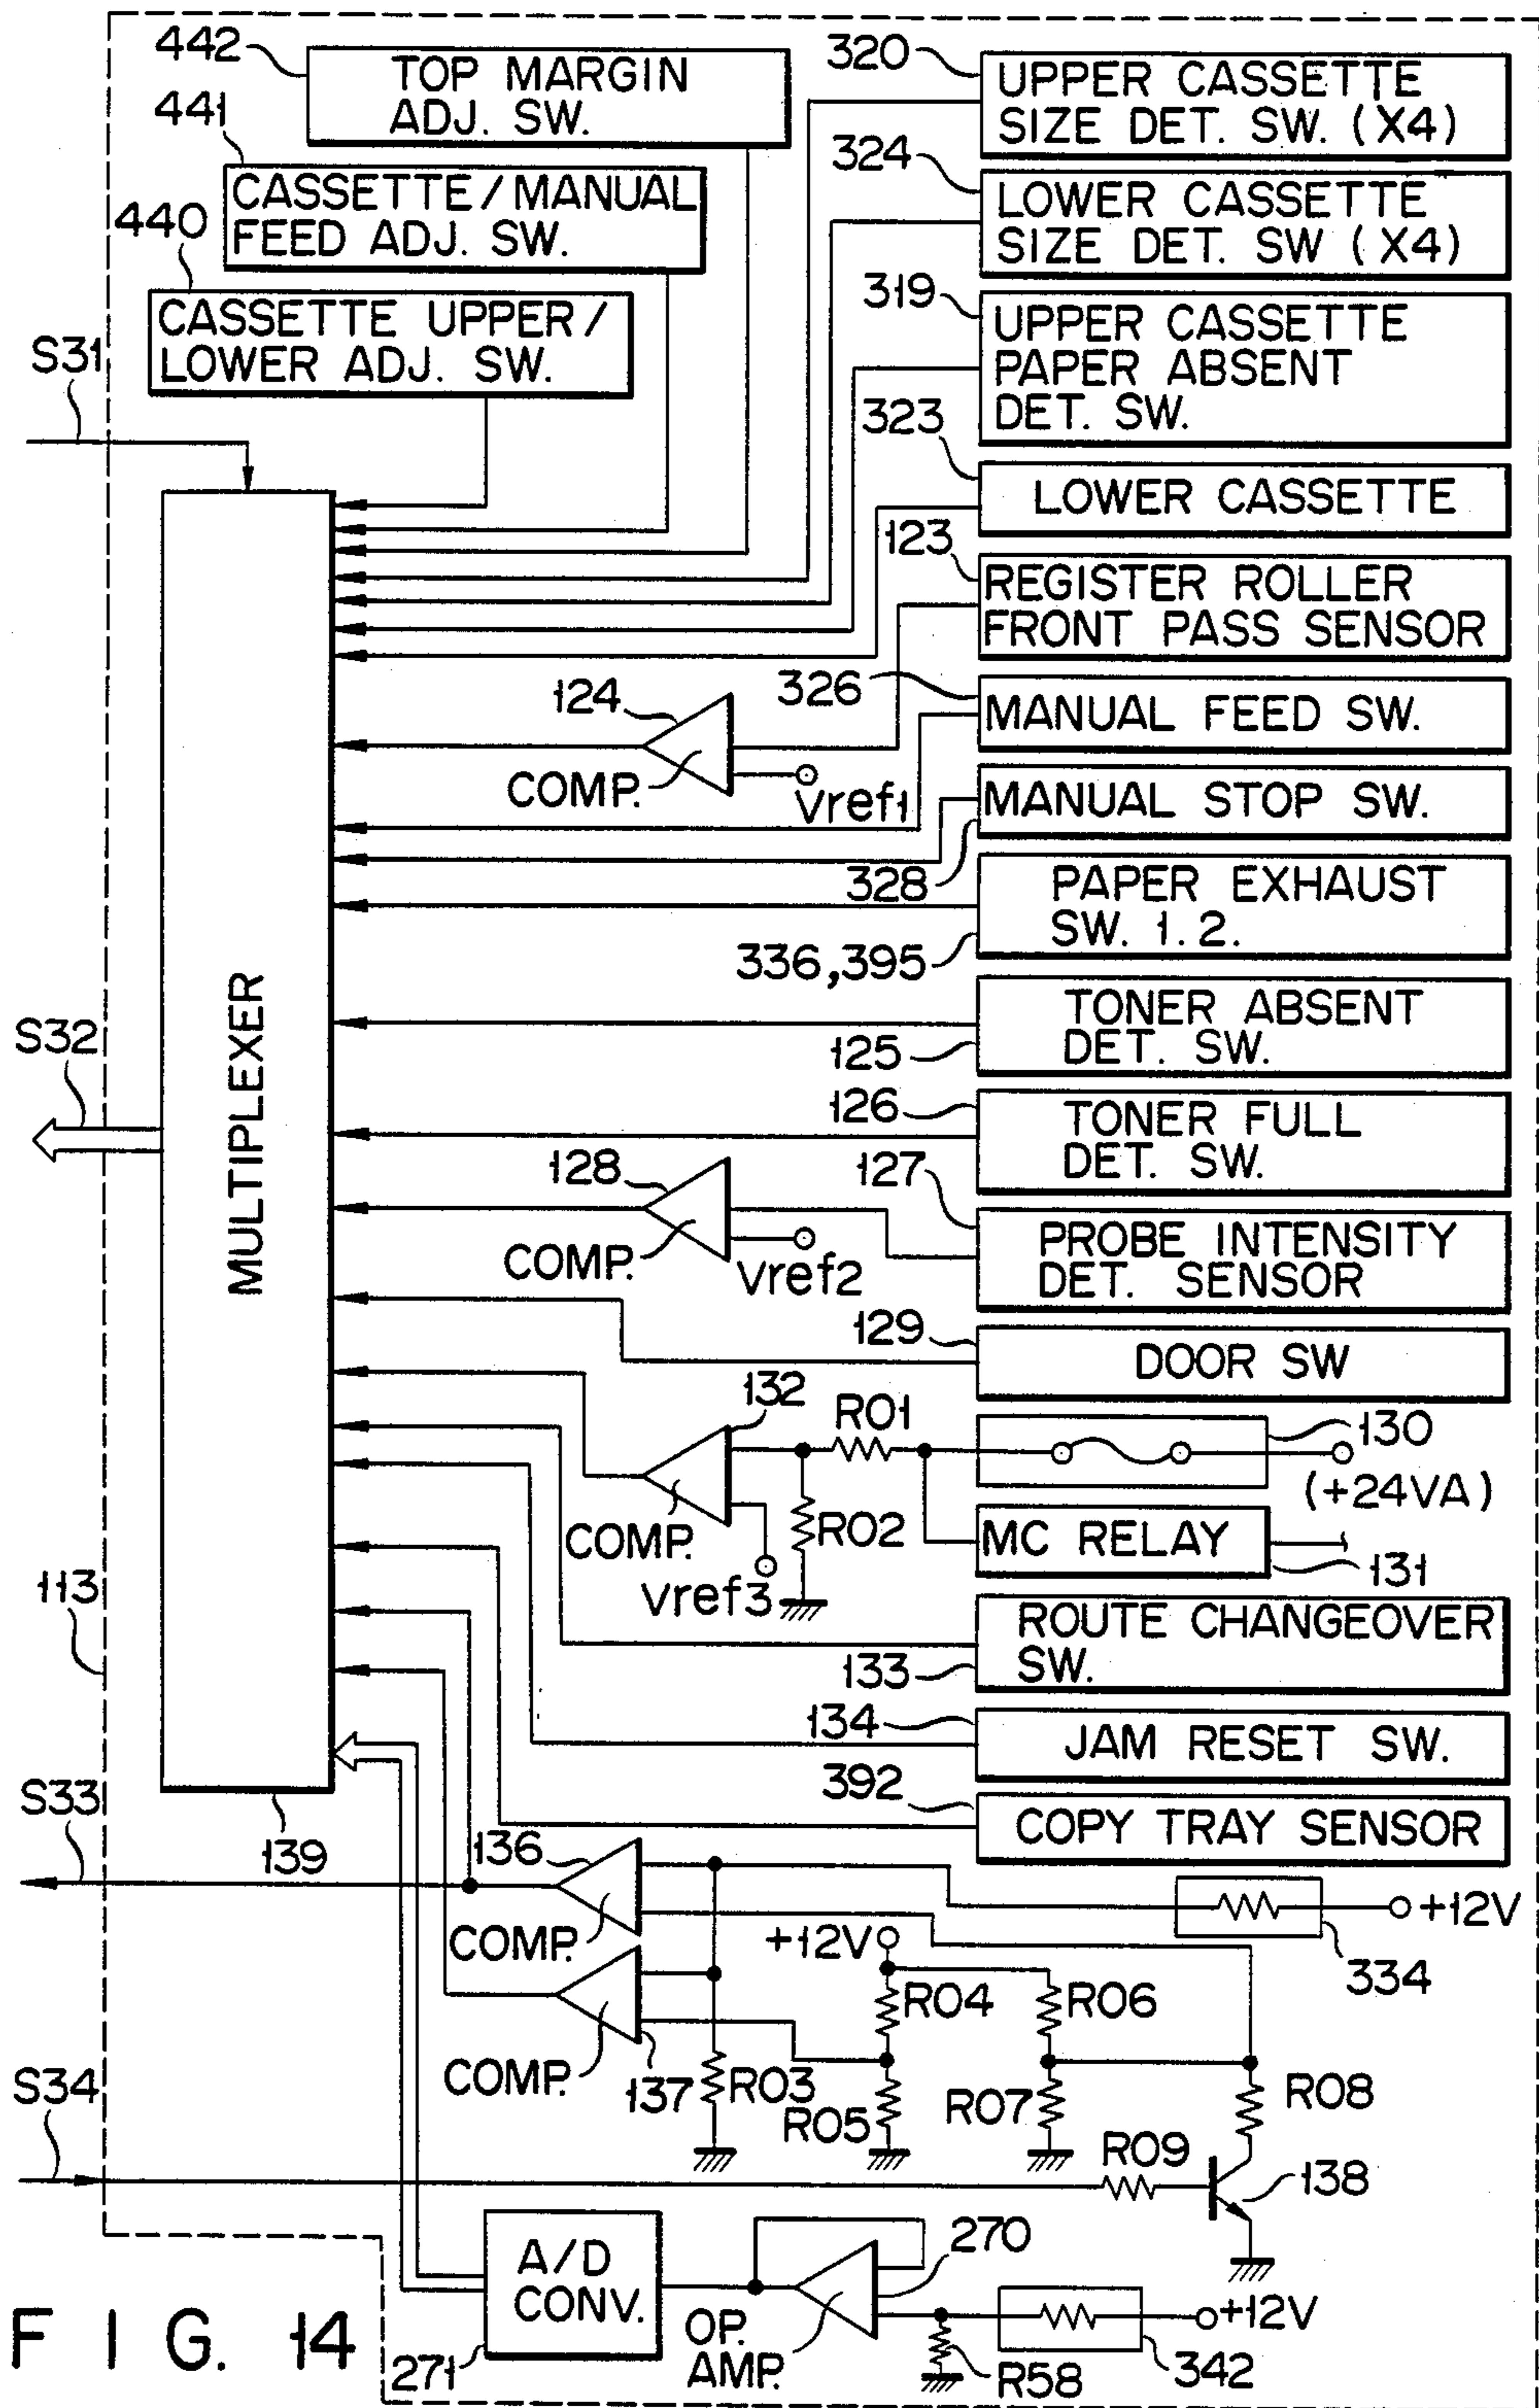 442
TOP MARGIN
ADJ. SW.
441
CASSETTE / MANUAL
FEED ADJ. SW.
440
CASSETTE UPPER /
LOWER ADJ. SW.
S31
320
UPPER CASSETTE
SIZE DET. SW. (X4)
324
LOWER CASSETTE
SIZE DET. SW (X4)
319
UPPER CASSETTE
PAPER ABSENT
DET. SW.
323
LOWER CASSETTE
123
REGISTER ROLLER
FRONT PASS SENSOR
124
COMP.
Vref1
326
MANUAL FEED SW.
MANUAL STOP SW.
328
PAPER EXHAUST
SW. 1. 2.
336,395
MULTIPLEXER
S32
TONER ABSENT
DET. SW.
125
126
TONER FULL
DET. SW.
128
COMP.
Vref2
127
PROBE INTENSITY
DET. SENSOR
129
DOOR SW
132
COMP.
R01
R02
Vref3
130
(+24VA)
MC RELAY
131
113
ROUTE CHANGEOVER
SW.
133
134
JAM RESET SW.
392
COPY TRAY SENSOR
S33
139
136
COMP.
+12V
334
+12V
R04
R06
COMP.
137
R03
R05
R07
R08
S34
R09
138
A/D
CONV.
271
OP.
AMP.
270
R58
342
+12V
FIG. 14